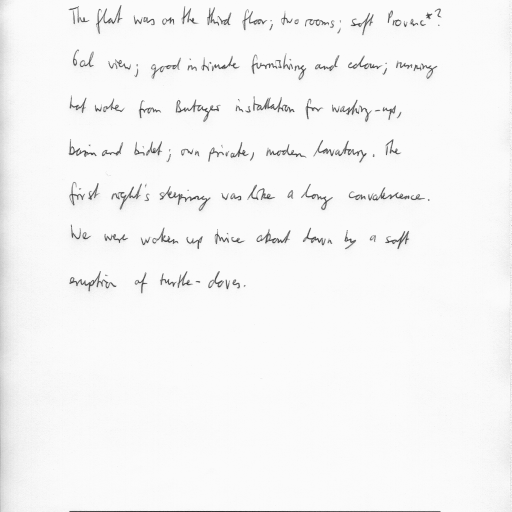 The flat was on the third floor; two rooms; soft Provenc*?
Cal view; good intimate furnishing and colour; running
hot water from Butagez installation for washing-up,
basin and bidet; own private, modern lavatory. The
first night's sleeping was like a long convalescence.
We were woken up twice about dawn by a soft
eruption of turtle-doves.